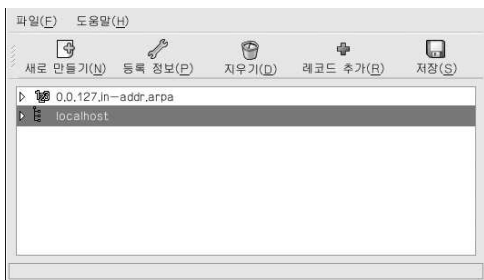 파일(F) 도움말(H)
새로 만들기(N) 등록 정보(P) 지우기(D) 레코드 추가(R) 저장(S)
0.0.127.in-addr.arpa
localhost